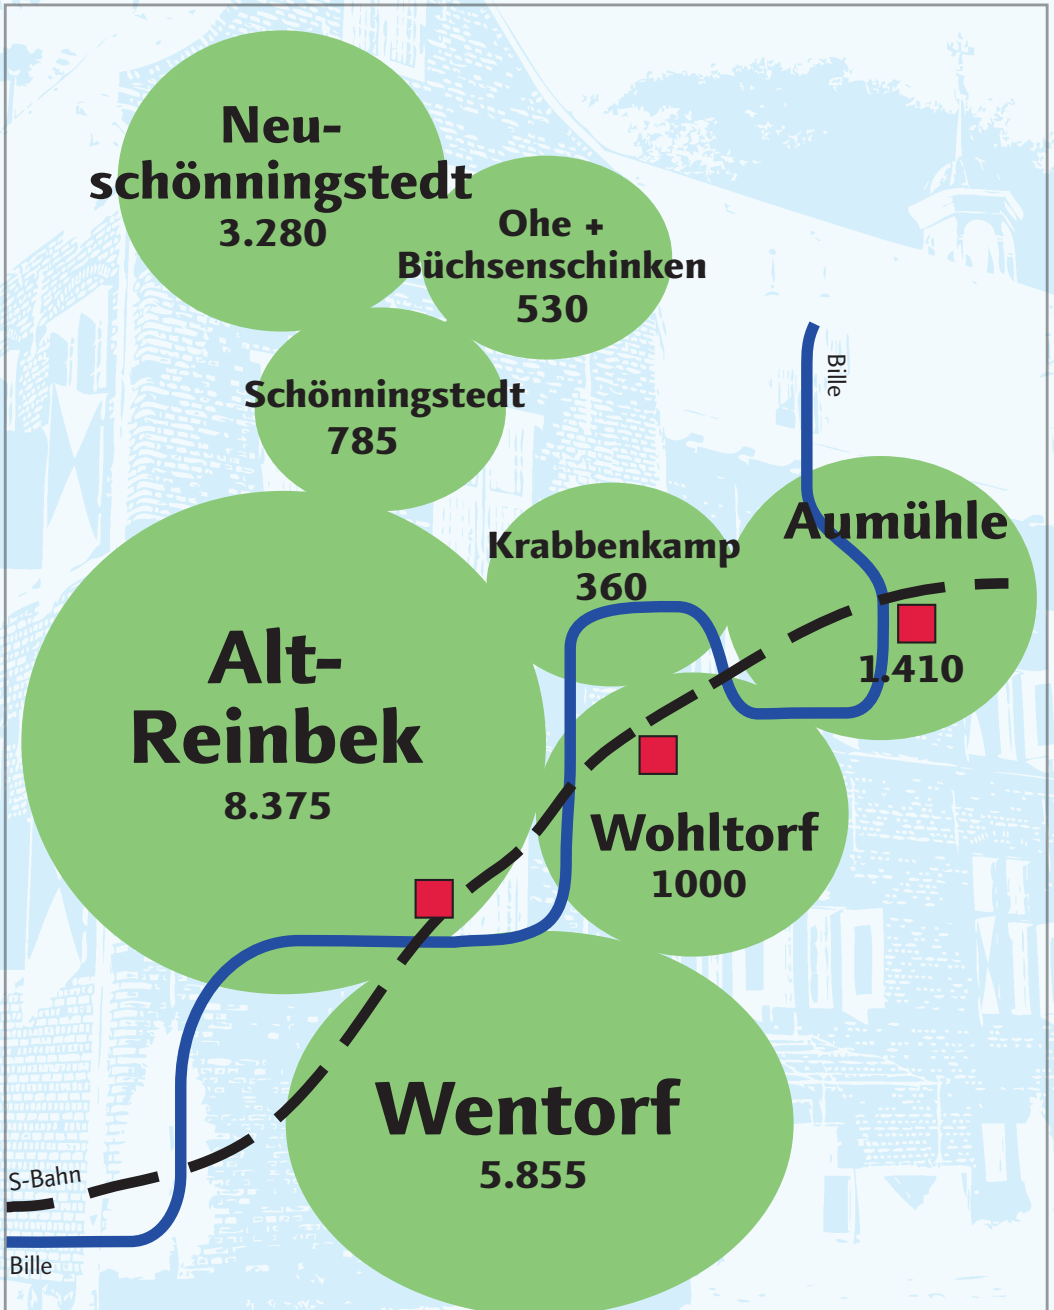 Neu-
schönningstedt
3.280
Ohe +
Büchsenschinken
530
Schönningstedt
785
Bille
Krabbenkamp
360
Aumühle
1.410
Alt-
Reinbek
8.375
Wohltorf
1000
Wentorf
5.855
S-Bahn
Bille